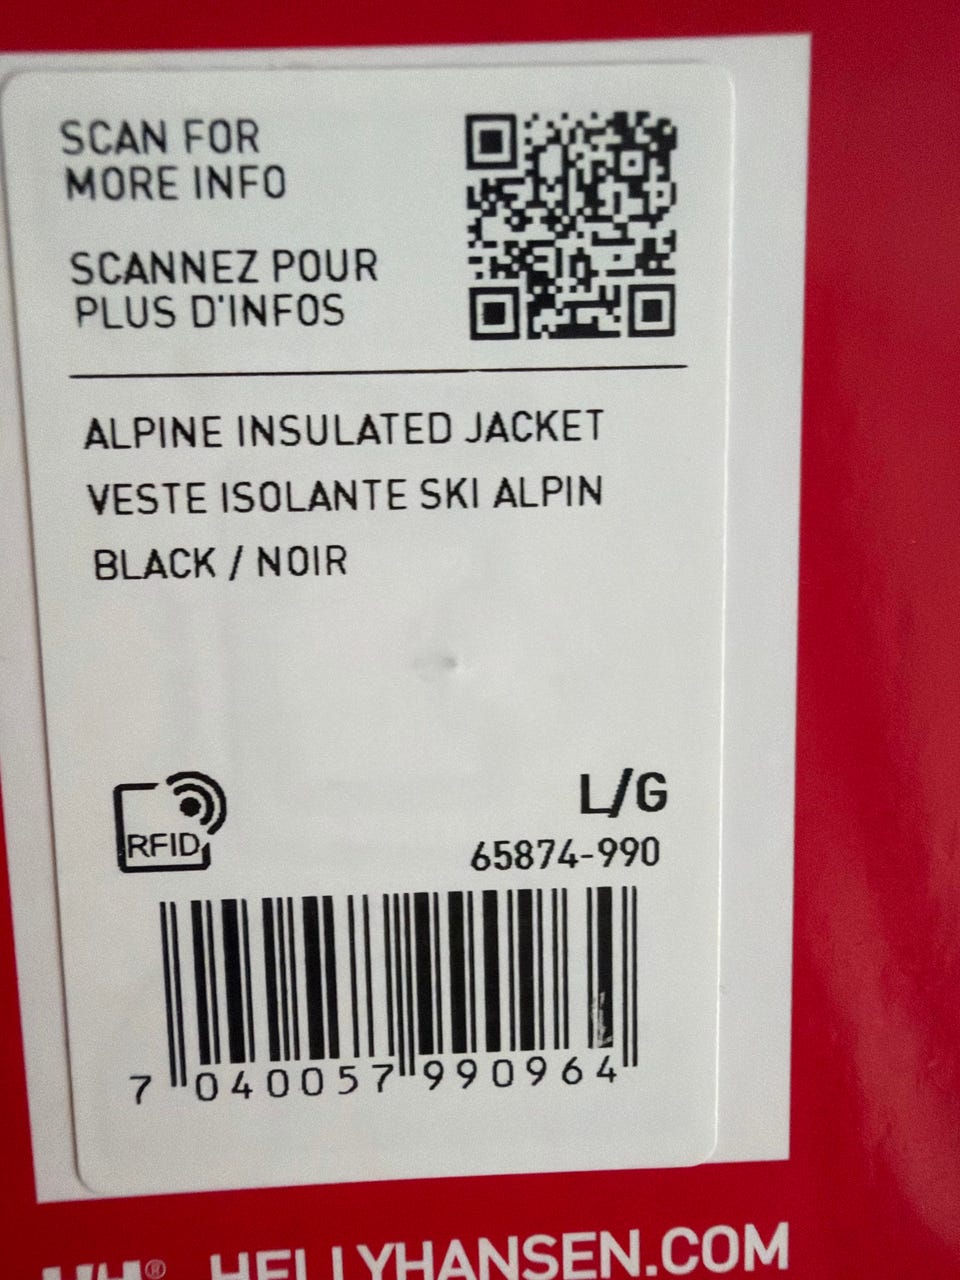 SCAN FOR
MORE INFO
SCANNEZ POUR
PLUS D'INFOS
ALPINE INSULATED JACKET
VESTE ISOLANTE SKI ALPIN
BLACK / NOIR
RFID
L/G
65874-990
7 040057 990964
HH® HELLYHANSEN.COM